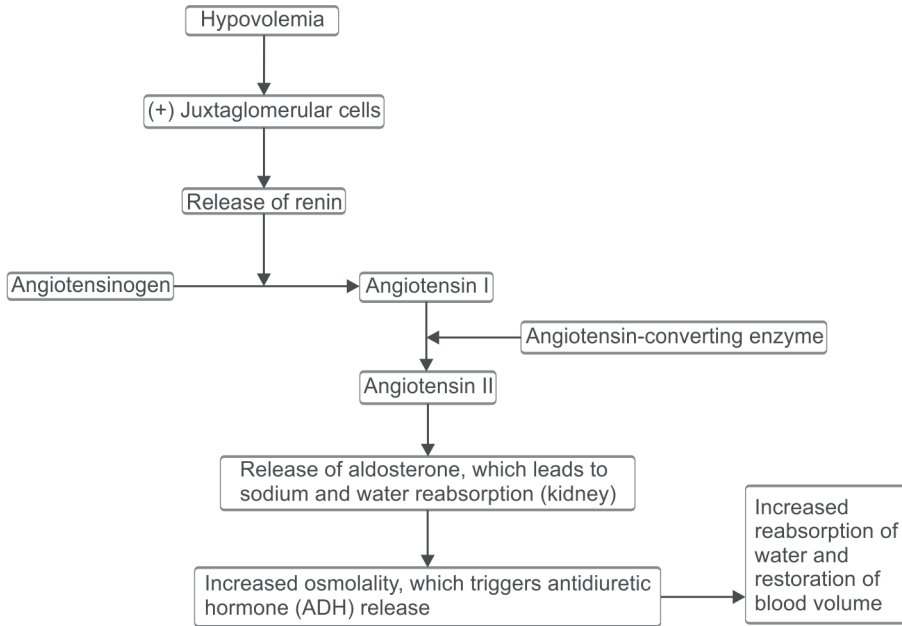 Hypovolemia
(+) Juxtaglomerular cells
Release of renin
Angiotensinogen
Angiotensin I
Angiotensin-converting enzyme
Angiotensin II
Release of aldosterone, which leads to
sodium and water reabsorption (kidney)
Increased osmolality, which triggers antidiuretic
hormone (ADH) release
Increased
reabsorption of
water and
restoration of
blood volume